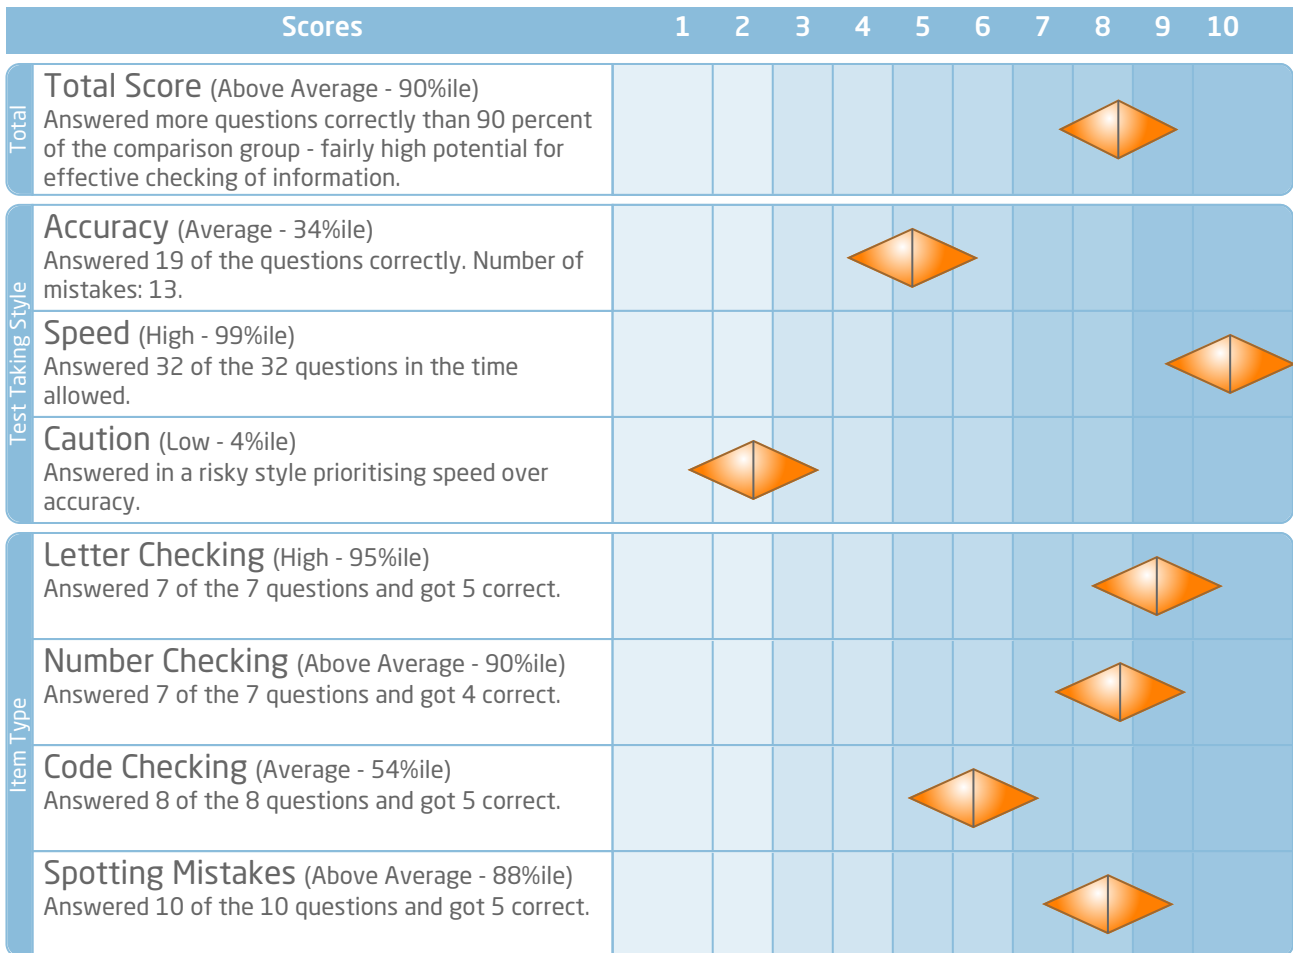 Scores 1 2 3 4 5 6 7 8 9 10
Total
Total Score (Above Average - 90%ile)
Answered more questions correctly than 90 percent
of the comparison group - fairly high potential for
effective checking of information.
Test Taking Style
Accuracy (Average - 34%ile)
Answered 19 of the questions correctly. Number of
mistakes: 13.
Speed (High - 99%ile)
Answered 32 of the 32 questions in the time
allowed.
Caution (Low - 4%ile)
Answered in a risky style prioritising speed over
accuracy.
Item Type
Letter Checking (High - 95%ile)
Answered 7 of the 7 questions and got 5 correct.
Number Checking (Above Average - 90%ile)
Answered 7 of the 7 questions and got 4 correct.
Code Checking (Average - 54%ile)
Answered 8 of the 8 questions and got 5 correct.
Spotting Mistakes (Above Average - 88%ile)
Answered 10 of the 10 questions and got 5 correct.